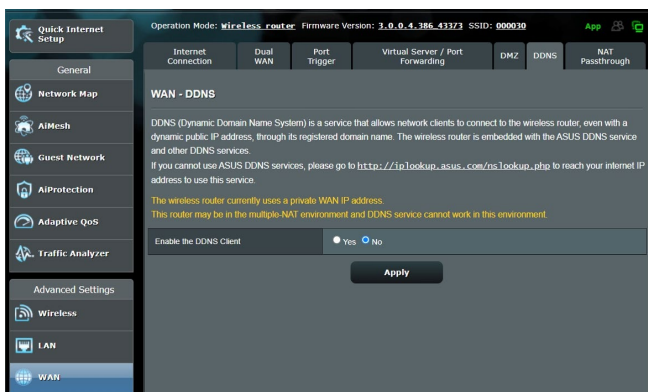 Quick Internet
Setup
Operation Mode: Wireless router Firmware Version: 3.0.0.4.386_43373 SSID: 000030
App
Internet
Connection
Dual
WAN
Port
Trigger
Virtual Server / Port
Forwarding
DMZ
DDNS
NAT
Passthrough
General
Network Map
AiMesh
Guest Network
AiProtection
Adaptive QoS
Traffic Analyzer
Advanced Settings
Wireless
LAN
WAN
WAN - DDNS
DDNS (Dynamic Domain Name System) is a service that allows network clients to connect to the wireless router, even with a
dynamic public IP address, through its registered domain name. The wireless router is embedded with the ASUS DDNS service
and other DDNS services.
If you cannot use ASUS DDNS services, please go to http://iplookup.asus.com/nslookup.php to reach your internet IP
address to use this service.
The wireless router currently uses a private WAN IP address.
This router may be in the multiple-NAT environment and DDNS service cannot work in this environment.
Enable the DDNS Client
Yes No
Apply